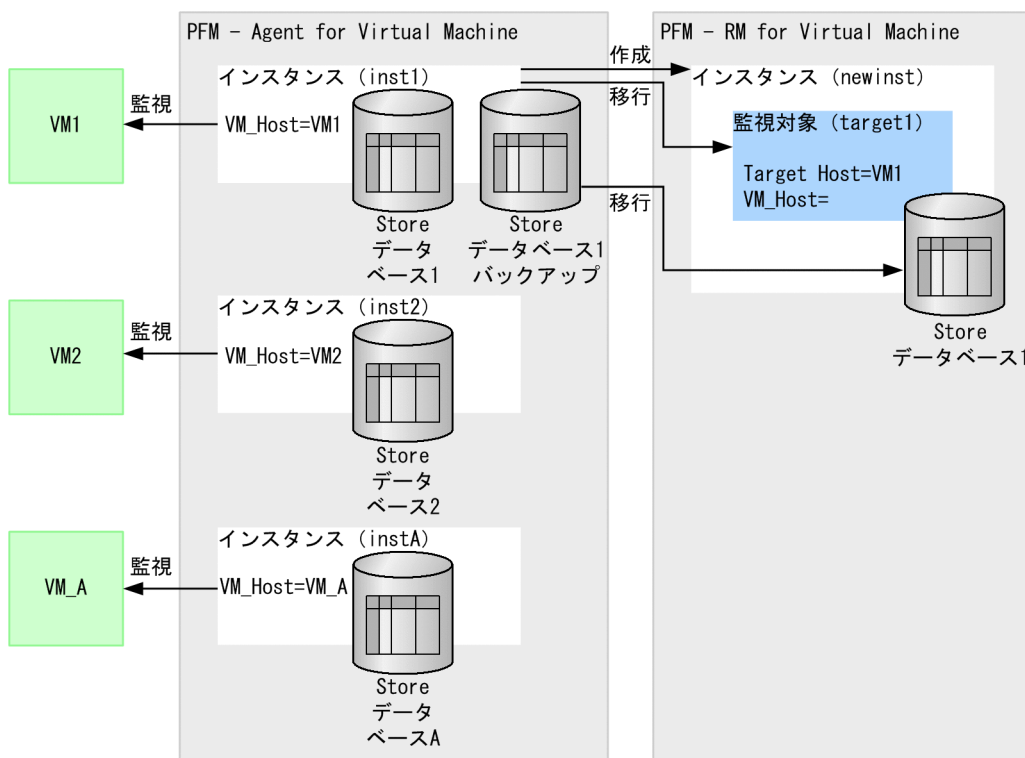 PFM - Agent for Virtual Machine
PFM - RM for Virtual Machine
作成
インスタンス (inst1)
インスタンス (newinst)
移行
VM1
監視
VM_Host=VM1
監視対象 (target1)
Target Host=VM1
VM_Host=
移行
Store
データ
ベース1
Store
データベース1
バックアップ
インスタンス (inst2)
VM2
監視
VM_Host=VM2
Store
データベース1
Store
データ
ベース2
インスタンス (instA)
VM_A
監視
VM_Host=VM_A
Store
データ
ベースA